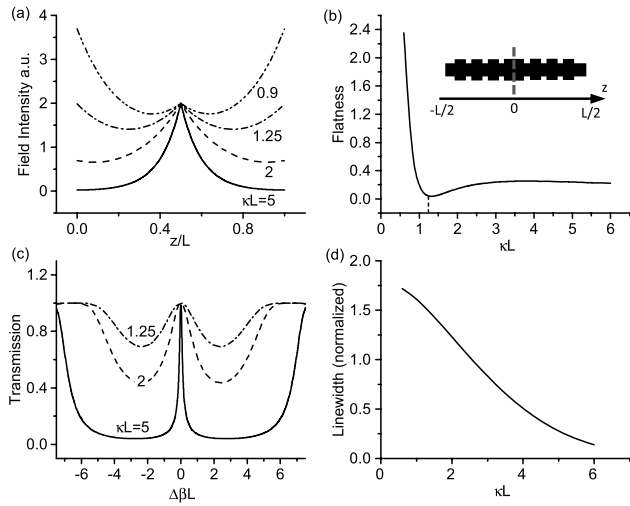 (a)
Field Intensity a.u.
4
3
2
1
0
0.9
1.25
2
κL=5
0.0
0.4
0.8
z/L
(b)
Flatness
2.4
2.0
1.6
1.2
0.8
0.4
0.0
-L/2
0
L/2
z
0
1
2
3
4
5
6
κL
(c)
Transmission
1.2
0.8
0.4
0.0
1.25
2
κL=5
-6
-4
-2
0
2
4
6
ΔβL
(d)
Linewidth (normalized)
2.0
1.5
1.0
0.5
0.0
0
2
4
6
κL